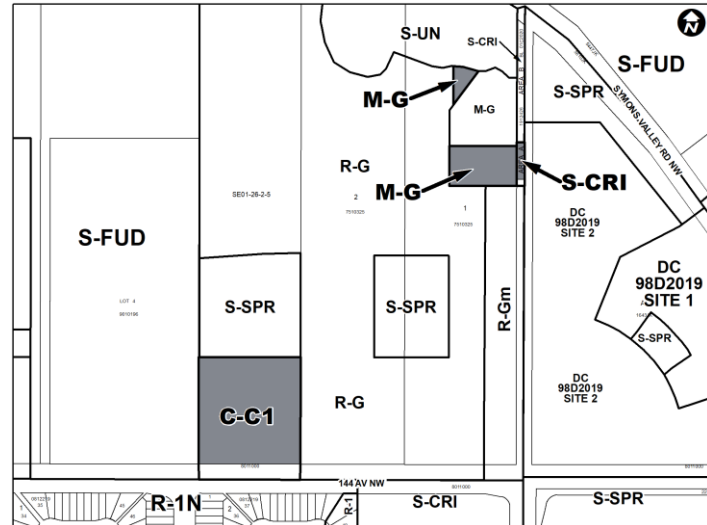 S-UN
S-CRI
N
S-FUD
SYMONS VALLEY RD NW
AREA B
M-G
S-SPR
M-G
R-G
M-G
S-CRI
SE01-26-2-5
2
7510325
1
7510325
DC
98D2019
SITE 2
S-FUD
DC
98D2019
SITE 1
LOT 4
S-SPR
S-SPR
R-Gm
S-SPR
DC
98D2019
SITE 2
R-G
C-C1
144 AV NW
R-1N
R-1
S-CRI
S-SPR